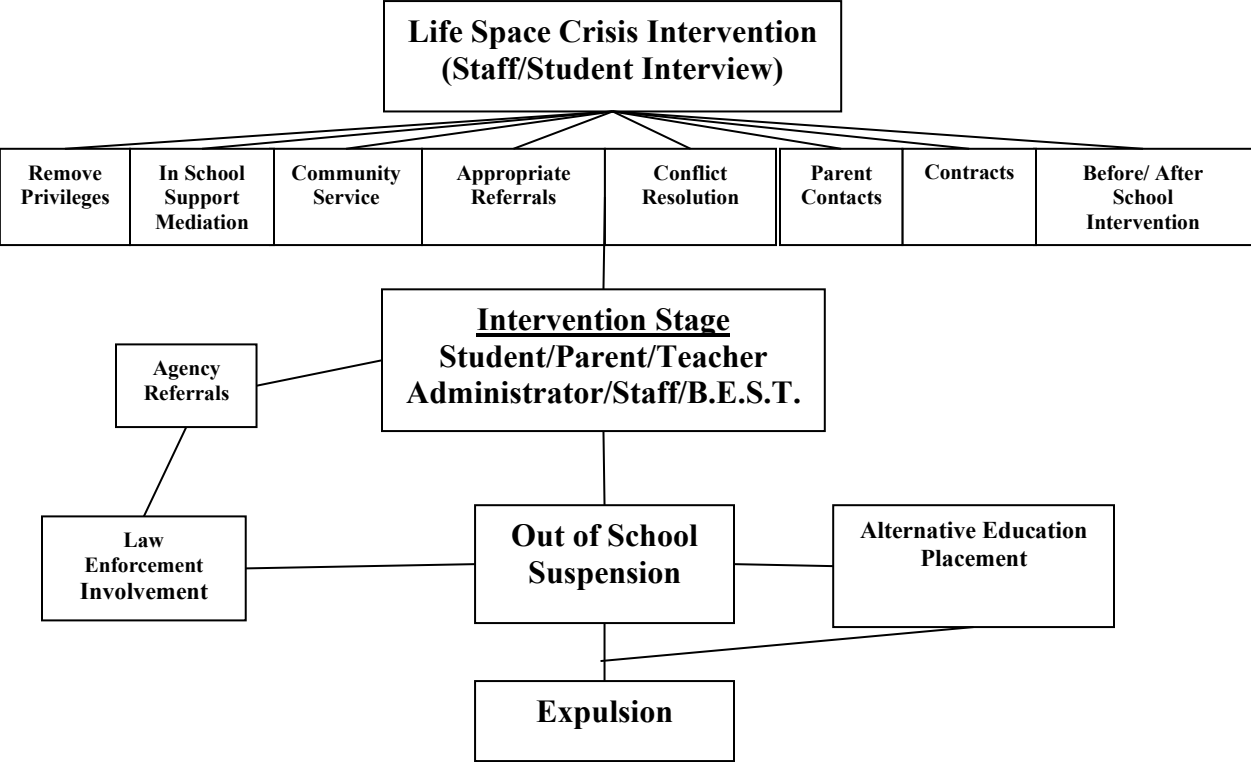 Life Space Crisis Intervention
(Staff/Student Interview)
Remove
Privileges
In School
Support
Mediation
Community
Service
Appropriate
Referrals
Conflict
Resolution
Parent
Contacts
Contracts
Before/ After
School
Intervention
Intervention Stage
Student/Parent/Teacher
Administrator/Staff/B.E.S.T.
Agency
Referrals
Law
Enforcement
Involvement
Out of School
Suspension
Alternative Education
Placement
Expulsion